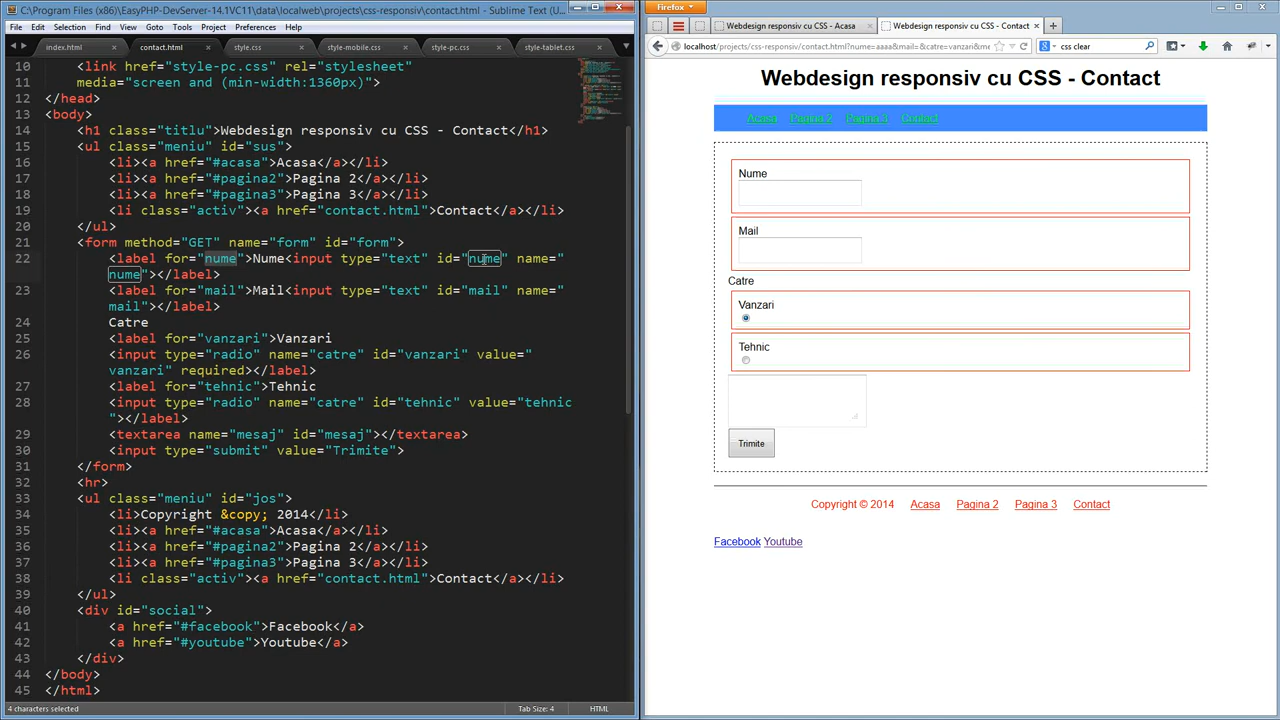 C:\Program Files (x86)\EasyPHP-DevServer-14.1VC11\data\localweb\projects\css-responsiv\contact.html - Sublime Text (U...
File Edit Selection Find View Goto Tools Project Preferences Help
index.html contact.html style.css style-mobile.css style-pc.css style-tablet.css
10 <link href="style-pc.css" rel="stylesheet"
11 media="screen and (min-width:1360px)">
12 </head>
13 <body>
14 <h1 class="titlu">Webdesign responsiv cu CSS - Contact</h1>
15 <ul class="meniu" id="sus">
16 <li><a href="#acasa">Acasa</a></li>
17 <li><a href="#pagina2">Pagina 2</a></li>
18 <li><a href="#pagina3">Pagina 3</a></li>
19 <li class="activ"><a href="contact.html">Contact</a></li>
20 </ul>
21 <form method="GET" name="form" id="form">
22 <label for="nume">Nume<input type="text" id="nume" name="
nume"></label>
23 <label for="mail">Mail<input type="text" id="mail" name="
mail"></label>
24 Catre
25 <label for="vanzari">Vanzari
26 <input type="radio" name="catre" id="vanzari" value="
vanzari" required></label>
27 <label for="tehnic">Tehnic
28 <input type="radio" name="catre" id="tehnic" value="tehnic
"></label>
29 <textarea name="mesaj" id="mesaj"></textarea>
30 <input type="submit" value="Trimite">
31 </form>
32 <hr>
33 <ul class="meniu" id="jos">
34 <li>Copyright &copy; 2014</li>
35 <li><a href="#acasa">Acasa</a></li>
36 <li><a href="#pagina2">Pagina 2</a></li>
37 <li><a href="#pagina3">Pagina 3</a></li>
38 <li class="activ"><a href="contact.html">Contact</a></li>
39 </ul>
40 <div id="social">
41 <a href="#facebook">Facebook</a>
42 <a href="#youtube">Youtube</a>
43 </div>
44 </body>
45 </html>
4 characters selected Tab Size: 4 HTML
Firefox
Webdesign responsiv cu CSS - Acasa Webdesign responsiv cu CSS - Contact
localhost/projects/css-responsiv/contact.html?nume=aaaa&mail=&catre=vanzari&me css clear
Webdesign responsiv cu CSS - Contact
Acasa Pagina 2 Pagina 3 Contact
Nume
Mail
Catre
Vanzari
Tehnic
Trimite
Copyright © 2014 Acasa Pagina 2 Pagina 3 Contact
Facebook Youtube